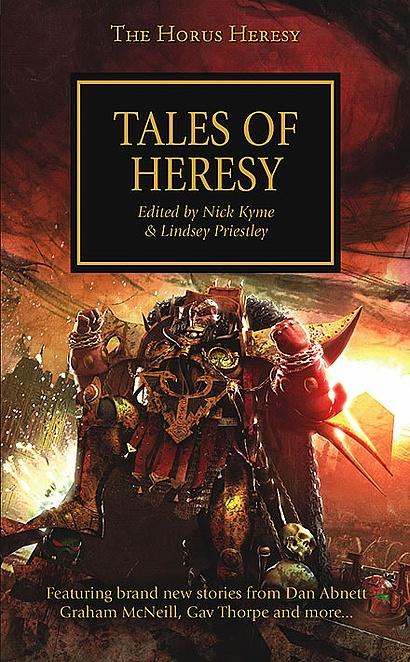 The Horus Heresy
TALES OF
HERESY
Edited by Nick Kyme
& Lindsey Priestley
Featuring brand new stories from Dan Abnett
Graham McNeill, Gav Thorpe and more...